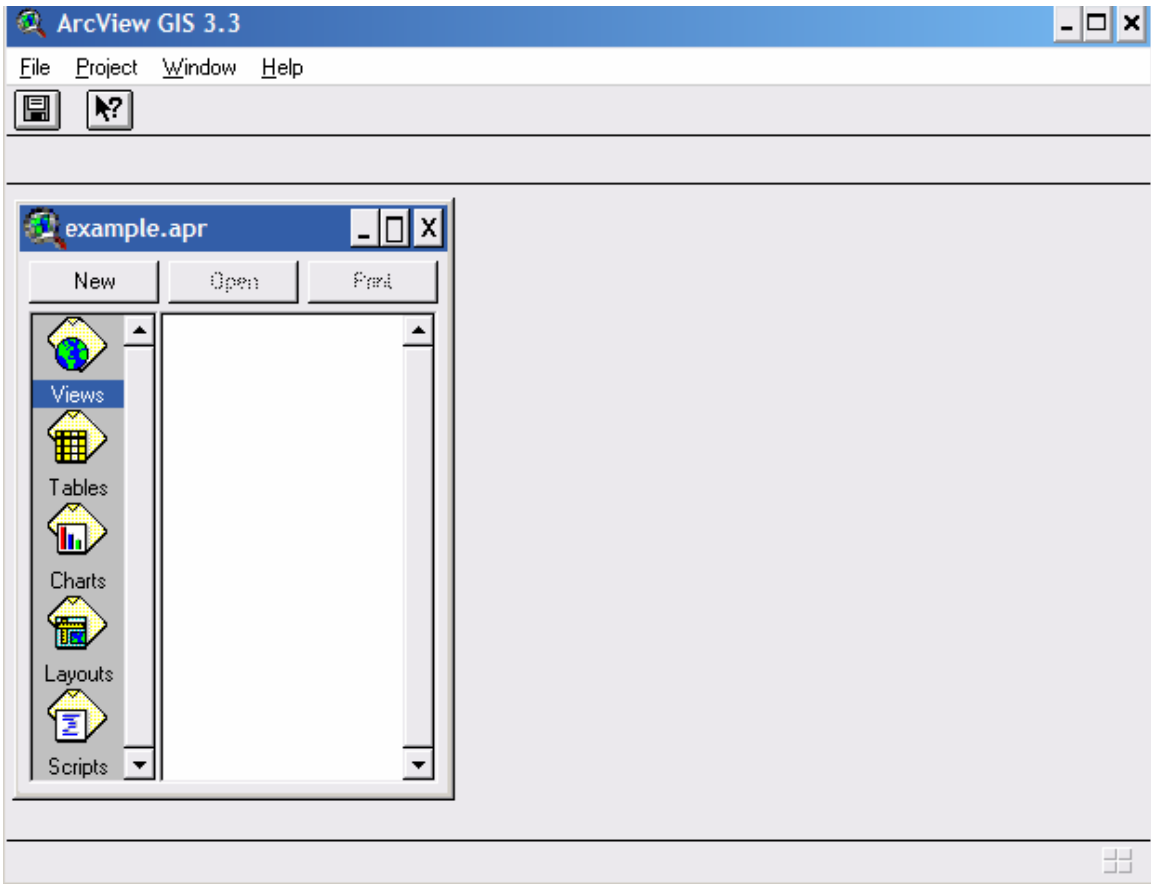 ArcView GIS 3.3
File Project Window Help
example.apr
New Open Print
Views
Tables
Charts
Layouts
Scripts